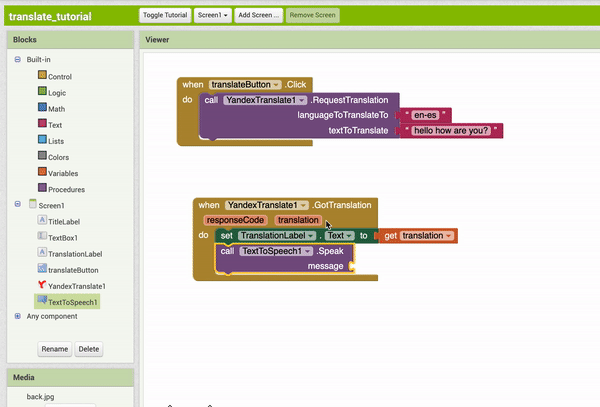 translate_tutorial
Toggle Tutorial Screen1 Add Screen ... Remove Screen
Blocks
Viewer
Built-in
Control
Logic
Math
Text
Lists
Colors
Variables
Procedures
Screen1
TitleLabel
TextBox1
TranslationLabel
translateButton
YandexTranslate1
TextToSpeech1
Any component
Rename Delete
Media
back.jpg
when translateButton .Click
do call YandexTranslate1 .RequestTranslation
languageToTranslateTo " en-es "
textToTranslate " hello how are you? "
when YandexTranslate1 .GotTranslation
responseCode translation
do set TranslationLabel . Text to get translation
call TextToSpeech1 .Speak
message